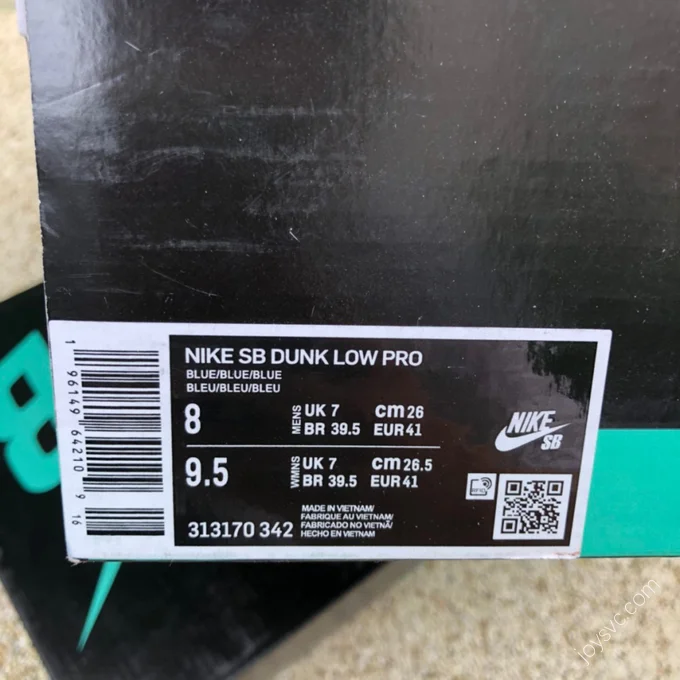 NIKE SB DUNK LOW PRO
BLUE/BLUE/BLUE
BLEU/BLEU/BLEU
8 MENS UK 7 cm 26
BR 39.5 EUR 41
9.5 WMNS UK 7 cm 26.5
BR 39.5 EUR 41
313170 342
MADE IN VIETNAM/
FABRIQUE AU VIETNAM/
FABRICADO NO VIETNÃ/
HECHO EN VIETNAM
NIKE
SB
1 96149 64210 9 16
8
joysvc.com